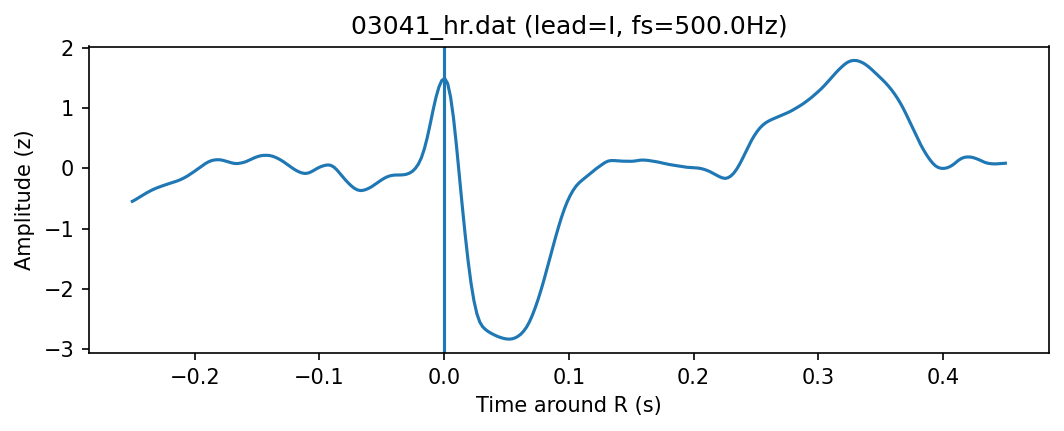 03041_hr.dat (lead=I, fs=500.0Hz)
Amplitude (z)
2
1
0
−1
−2
−3
−0.2 −0.1 0.0 0.1 0.2 0.3 0.4
Time around R (s)